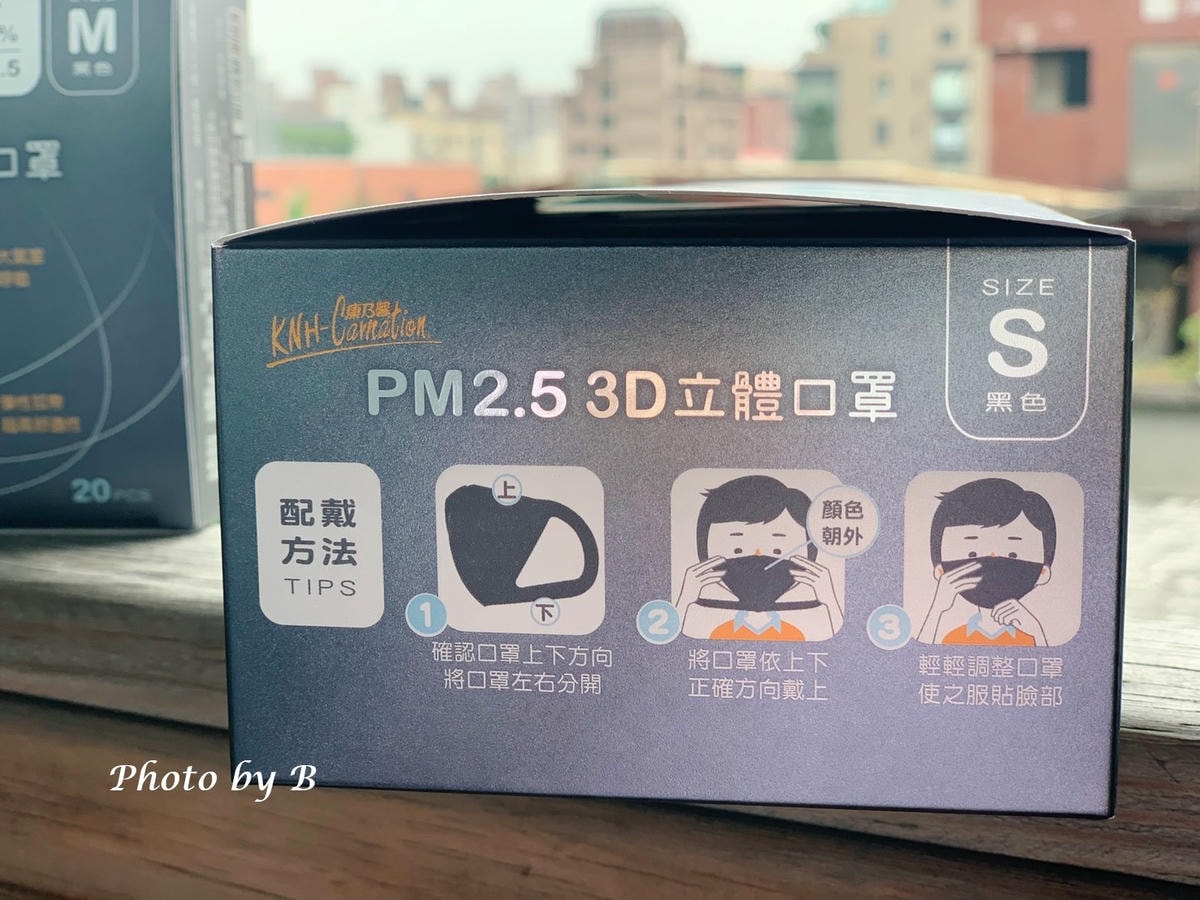 %
.5
M
黑色
口罩
20PCS
康乃馨
KNH-Carnation
PM2.5 3D立體口罩
SIZE
S
黑色
配戴
方法
TIPS
上
下
1
確認口罩上下方向
將口罩左右分開
顏色
朝外
2
將口罩依上下
正確方向戴上
3
輕輕調整口罩
使之服貼臉部
Photo by B